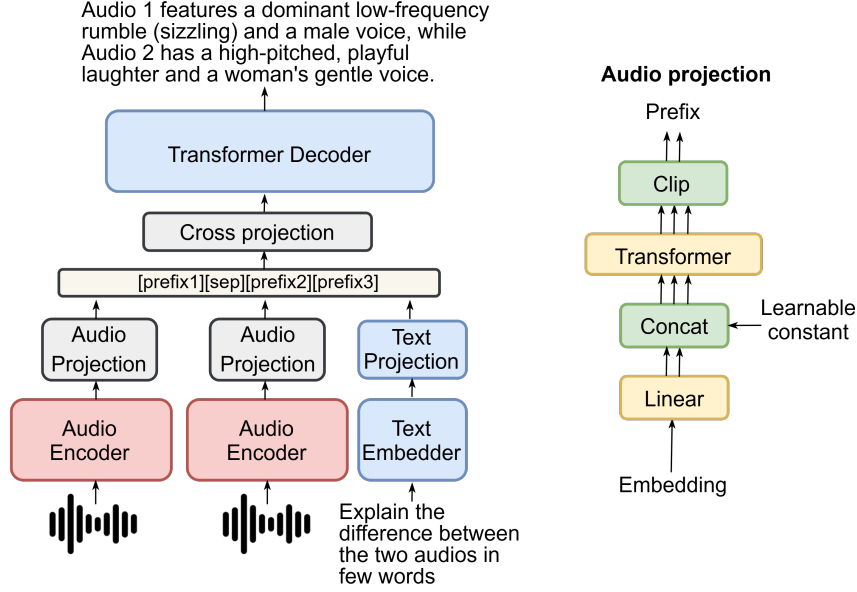 Audio 1 features a dominant low-frequency
rumble (sizzling) and a male voice, while
Audio 2 has a high-pitched, playful
laughter and a woman's gentle voice.
Transformer Decoder
Cross projection
[prefix1][sep][prefix2][prefix3]
Audio
Projection
Audio
Projection
Text
Projection
Audio
Encoder
Audio
Encoder
Text
Embedder
Explain the
difference between
the two audios in
few words
Audio projection
Prefix
Clip
Transformer
Concat
Learnable
constant
Linear
Embedding